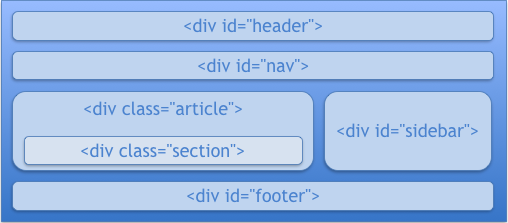 <div id="header">
<div id="nav">
<div class="article">
<div class="section">
<div id="sidebar">
<div id="footer">